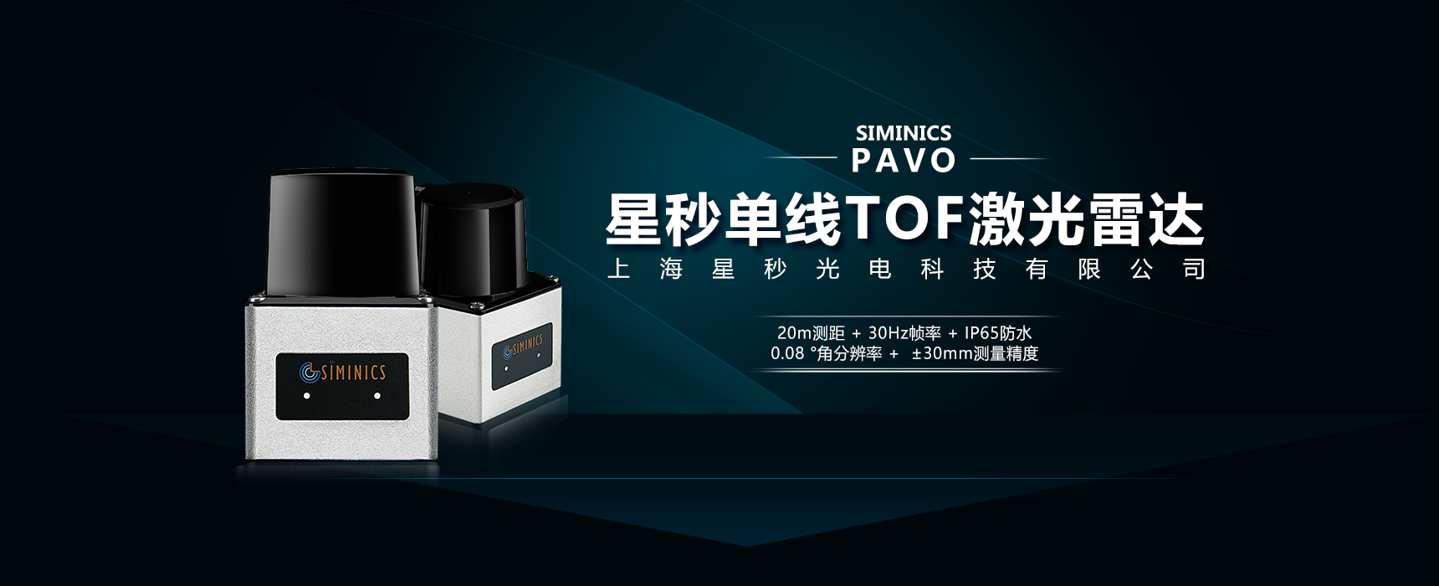 SIMINICS
PAVO
星秒单线TOF激光雷达
上海星秒光电科技有限公司
20m测距 + 30Hz帧率 + IP65防水
0.08 °角分辨率 + ±30mm测量精度
SIMINICS
SIMINICS